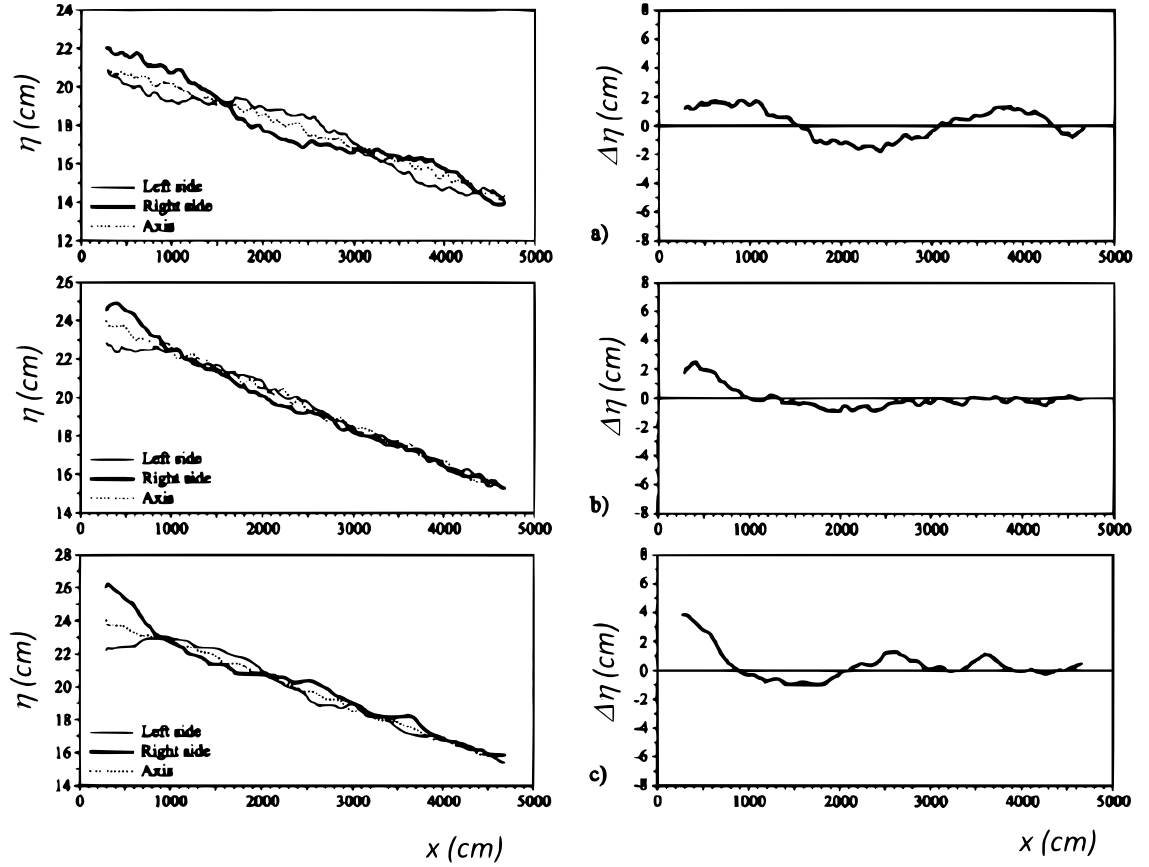 24
22
20
18
16
14
12
η (cm)
Left side
Right side
Axis
0 1000 2000 3000 4000 5000
8
6
4
2
0
-2
-4
-6
-8
Δη (cm)
a)
0 1000 2000 3000 4000 5000
26
24
22
20
18
16
14
η (cm)
Left side
Right side
Axis
0 1000 2000 3000 4000 5000
8
6
4
2
0
-2
-4
-6
-8
Δη (cm)
b)
0 1000 2000 3000 4000 5000
28
26
24
22
20
18
16
14
η (cm)
Left side
Right side
Axis
0 1000 2000 3000 4000 5000
x (cm)
8
6
4
2
0
-2
-4
-6
-8
Δη (cm)
c)
0 1000 2000 3000 4000 5000
x (cm)